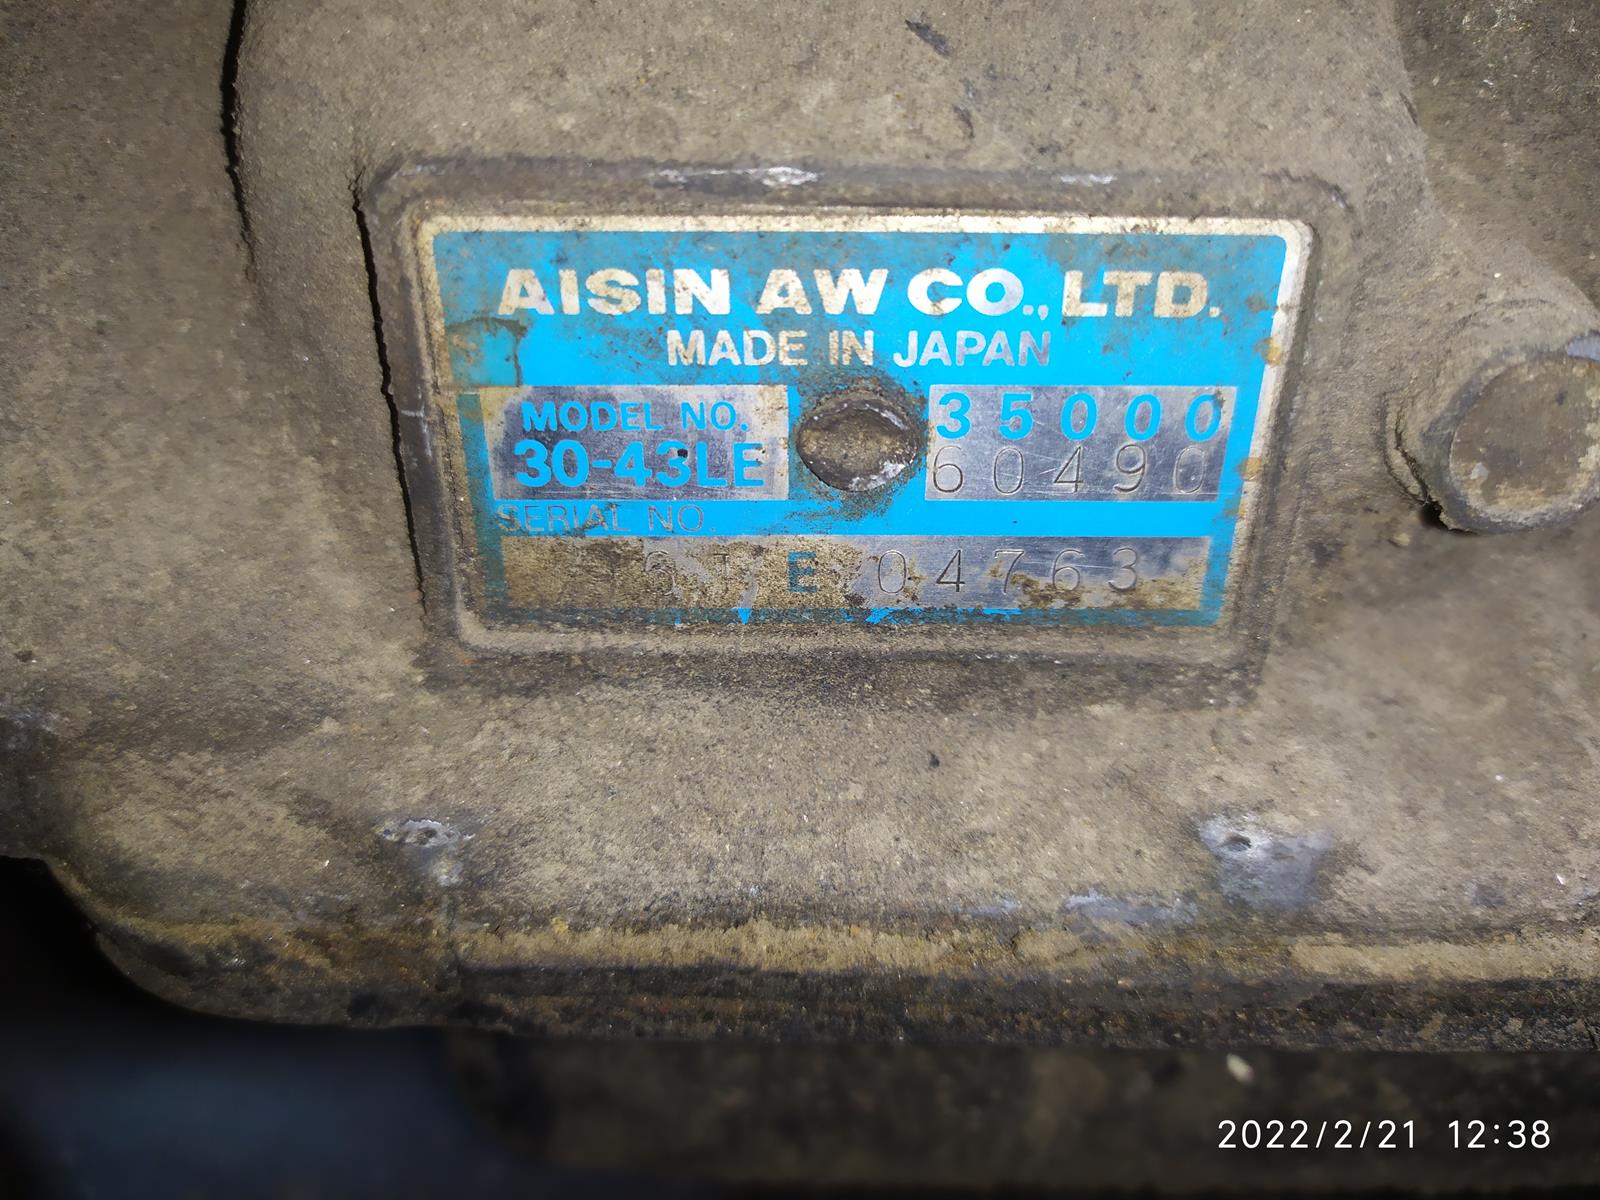 AISIN AW CO., LTD.
MADE IN JAPAN
MODEL NO.
30-43LE
35000
60490
SERIAL NO.
E 04763
2022/2/21 12:38